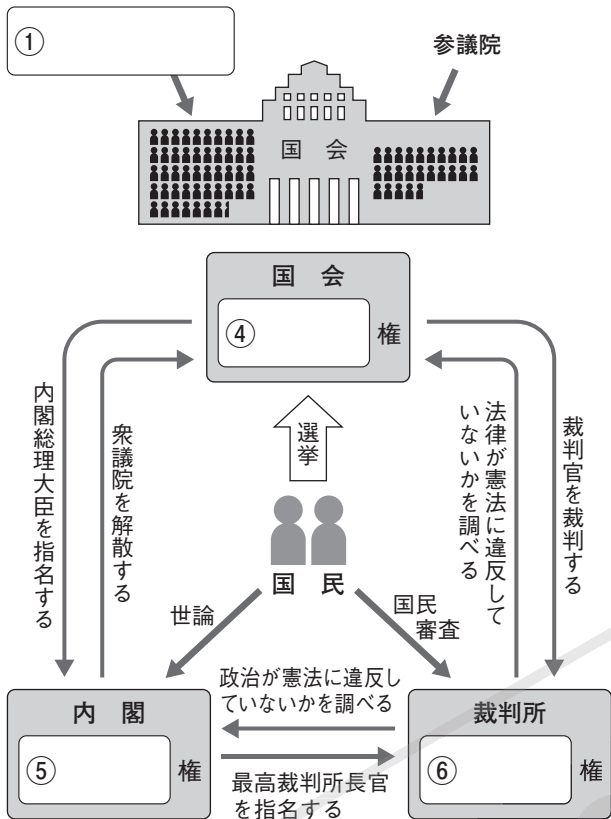 ①
参議院
国会
国会
④
権
内閣総理大臣を指名する
衆議院を解散する
選挙
法律が憲法に違反して
いないかを調べる
裁判官を裁判する
国民
世論
国民
審査
政治が憲法に違反し
ていないかを調べる
内閣
⑤
権
裁判所
⑥
権
最高裁判所長官
を指名する